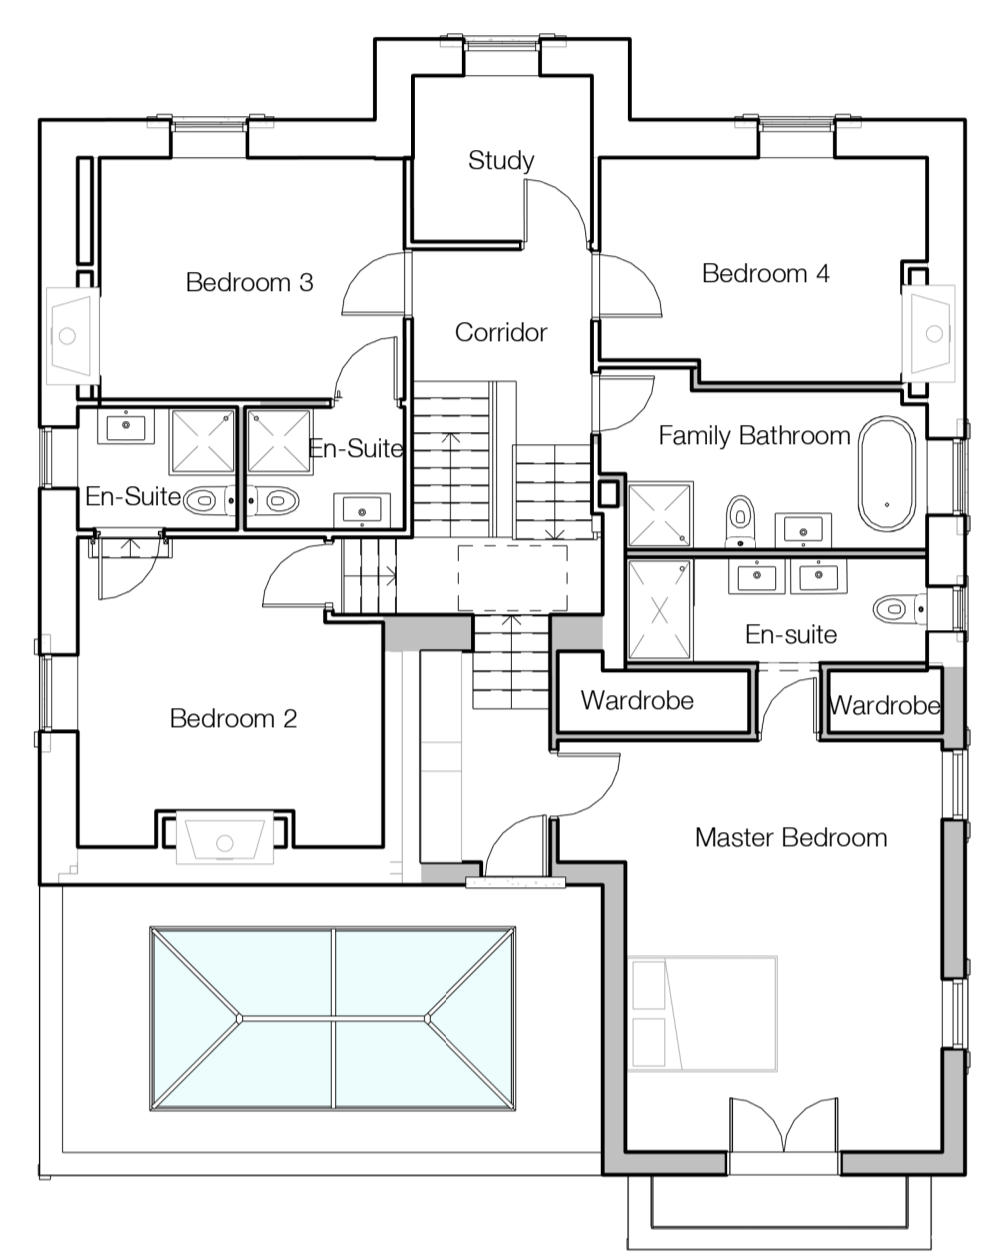 Study
Bedroom 3
Bedroom 4
Corridor
Family Bathroom
En-Suite
En-Suite
En-suite
Wardrobe
Wardrobe
Bedroom 2
Master Bedroom